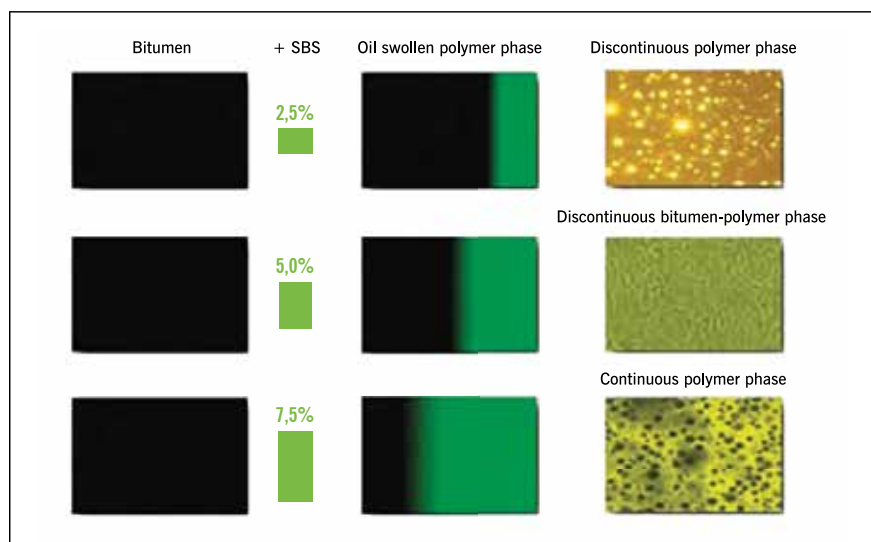 Bitumen
+ SBS
Oil swollen polymer phase
Discontinuous polymer phase
2,5%
Discontinuous bitumen-polymer phase
5,0%
Continuous polymer phase
7,5%